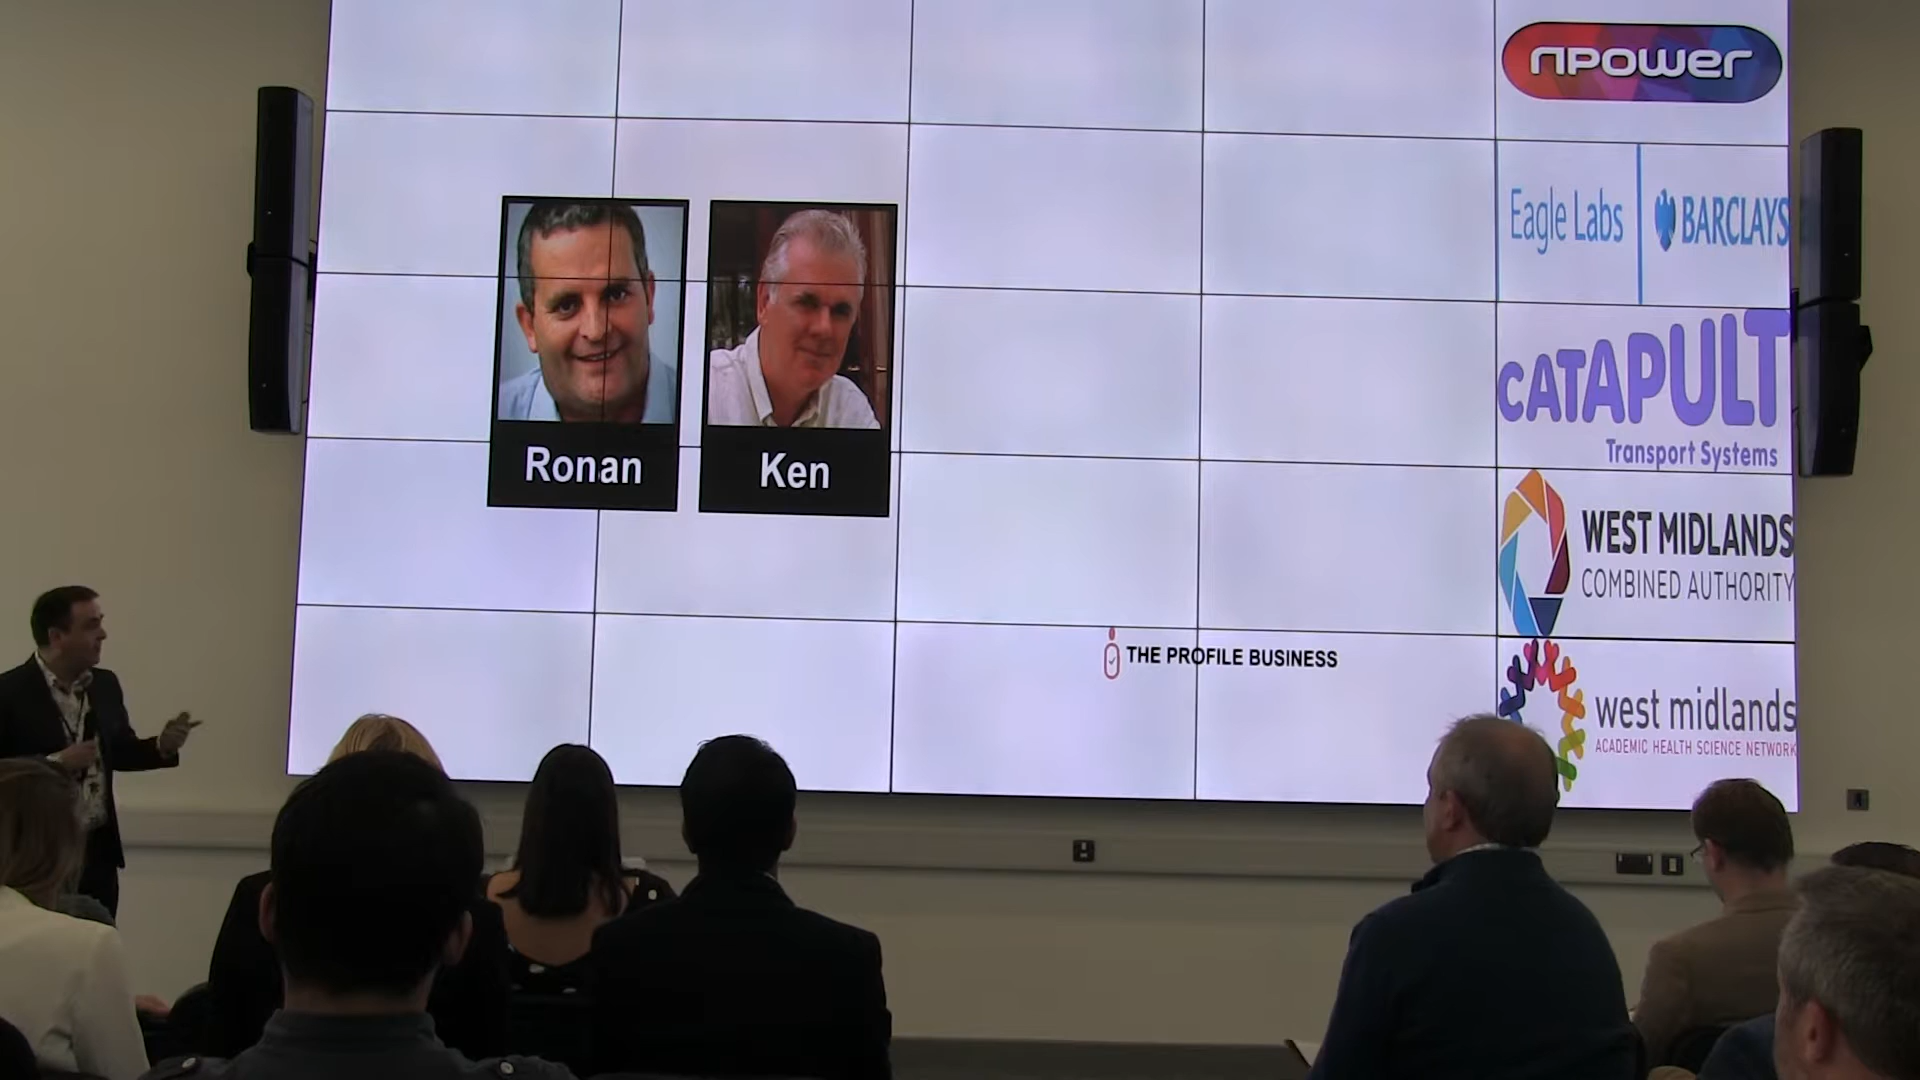 npower
Eagle Labs
BARCLAYS
CATAPULT
Transport Systems
Ronan
Ken
WEST MIDLANDS
COMBINED AUTHORITY
THE PROFILE BUSINESS
west midlands
ACADEMIC HEALTH SCIENCE NETWORK